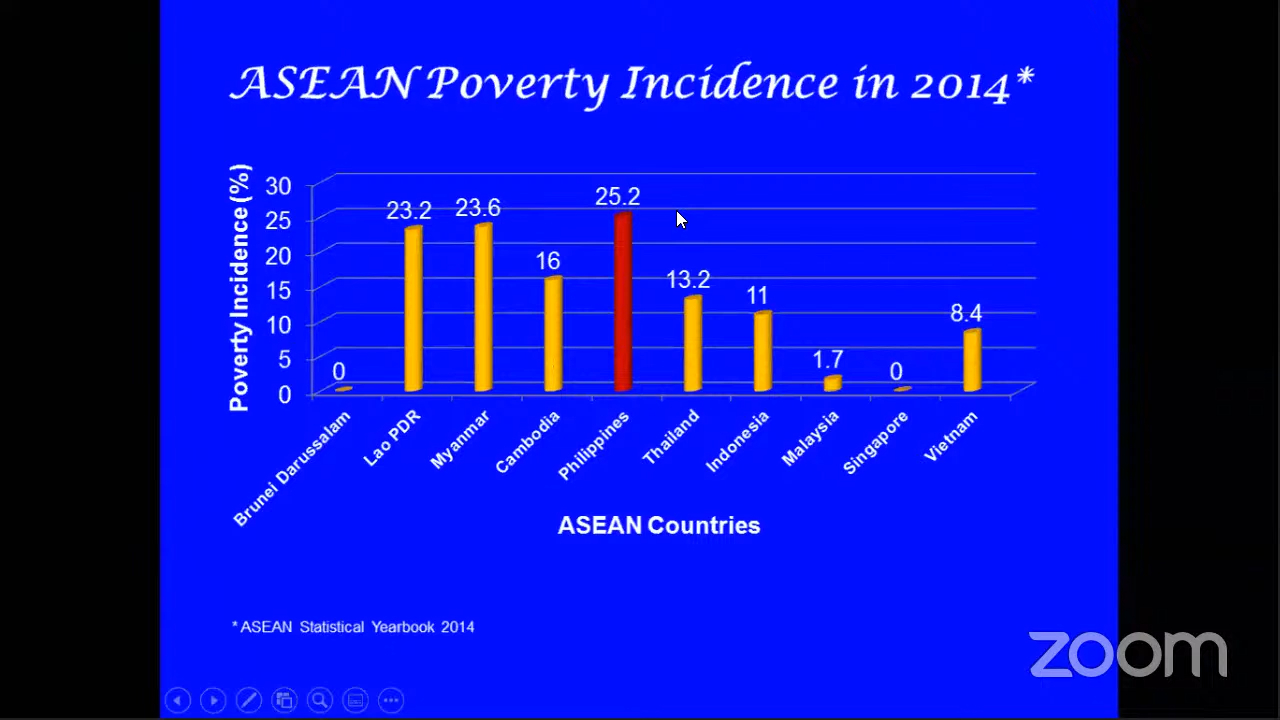 ASEAN Poverty Incidence in 2014*
Poverty Incidence (%)
30
25
20
15
10
5
0
0
23.2
23.6
16
25.2
13.2
11
1.7
0
8.4
Brunei Darussalam
Lao PDR
Myanmar
Cambodia
Philippines
Thailand
Indonesia
Malaysia
Singapore
Vietnam
ASEAN Countries
* ASEAN Statistical Yearbook 2014
zoom